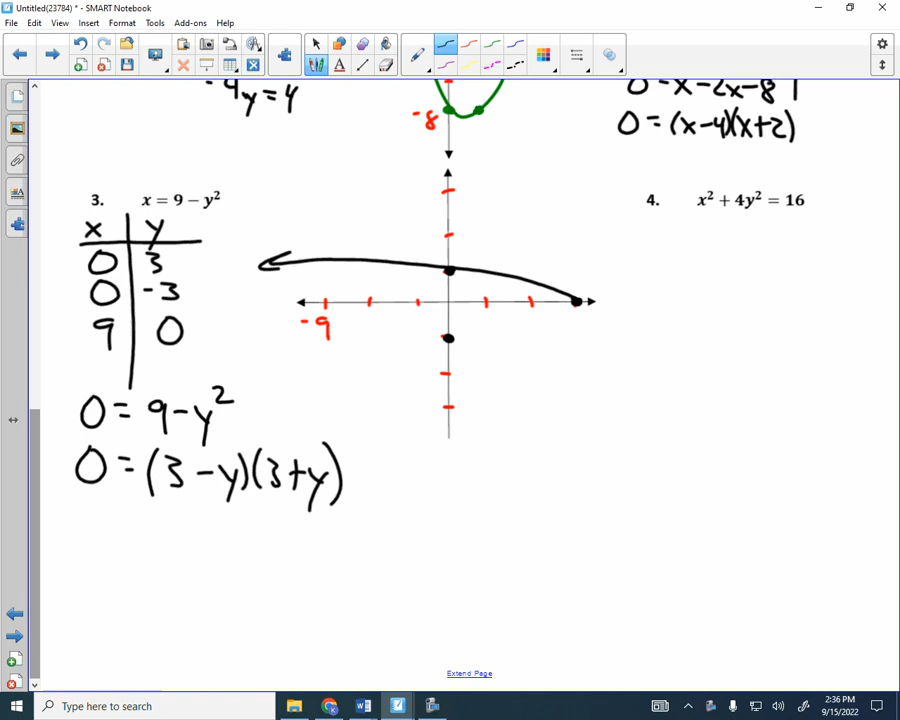 Untitled(23784) * - SMART Notebook
File Edit View Insert Format Tools Add-ons Help
-4y=4
-8
0=x-2x-8
0=(x-4)(x+2)
3. x = 9 − y²
x y
0 3
0 -3
9 0
-9
0=9-y²
0=(3-y)(3+y)
4. x² + 4y² = 16
Extend Page
Type here to search
2:36 PM
9/15/2022